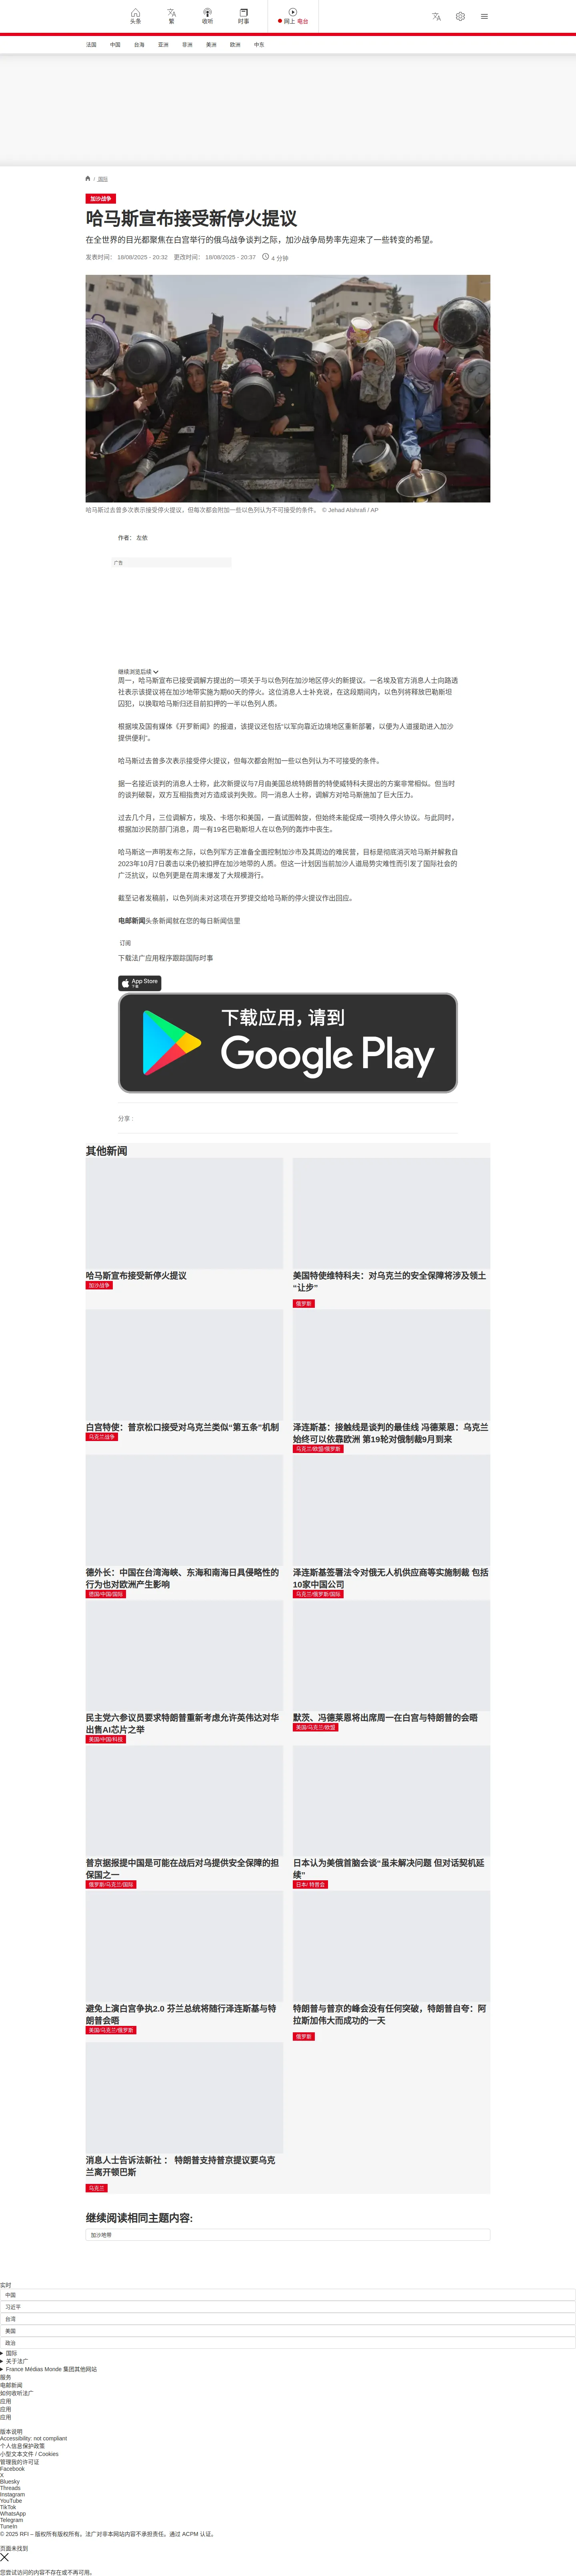 头条
繁
收听
时事
网上 电台
法国 中国 台海 亚洲 非洲 美洲 欧洲 中东
/ 国际
加沙战争
哈马斯宣布接受新停火提议
在全世界的目光都聚焦在白宫举行的俄乌战争谈判之际，加沙战争局势率先迎来了一些转变的希望。
发表时间： 18/08/2025 - 20:32 更改时间： 18/08/2025 - 20:37 4 分钟
哈马斯过去曾多次表示接受停火提议，但每次都会附加一些以色列认为不可接受的条件。 © Jehad Alshrafi / AP
作者： 左依
广告
继续浏览后续
周一，哈马斯宣布已接受调解方提出的一项关于与以色列在加沙地区停火的新提议。一名埃及官方消息人士向路透
社表示该提议将在加沙地带实施为期60天的停火。这位消息人士补充说，在这段期间内，以色列将释放巴勒斯坦
囚犯，以换取哈马斯归还目前扣押的一半以色列人质。
根据埃及国有媒体《开罗新闻》的报道，该提议还包括“以军向靠近边境地区重新部署，以便为人道援助进入加沙
提供便利”。
哈马斯过去曾多次表示接受停火提议，但每次都会附加一些以色列认为不可接受的条件。
据一名接近谈判的消息人士称，此次新提议与7月由美国总统特朗普的特使威特科夫提出的方案非常相似。但当时
的谈判破裂，双方互相指责对方造成谈判失败。同一消息人士称，调解方对哈马斯施加了巨大压力。
过去几个月，三位调解方，埃及、卡塔尔和美国，一直试图斡旋，但始终未能促成一项持久停火协议。与此同时，
根据加沙民防部门消息，周一有19名巴勒斯坦人在以色列的轰炸中丧生。
哈马斯这一声明发布之际，以色列军方正准备全面控制加沙市及其周边的难民营，目标是彻底消灭哈马斯并解救自
2023年10月7日袭击以来仍被扣押在加沙地带的人质。但这一计划因当前加沙人道局势灾难性而引发了国际社会的
广泛抗议，以色列更是在周末爆发了大规模游行。
截至记者发稿前，以色列尚未对这项在开罗提交给哈马斯的停火提议作出回应。
电邮新闻头条新闻就在您的每日新闻信里
订阅
下载法广应用程序跟踪国际时事
App Store
下载
下载应用，请到
Google Play
分享 :
其他新闻
哈马斯宣布接受新停火提议
加沙战争
美国特使维特科夫：对乌克兰的安全保障将涉及领土
“让步”
俄罗斯
白宫特使：普京松口接受对乌克兰类似“第五条”机制
乌克兰战争
泽连斯基：接触线是谈判的最佳线 冯德莱恩：乌克兰
始终可以依靠欧洲 第19轮对俄制裁9月到来
乌克兰/欧盟/俄罗斯
德外长：中国在台湾海峡、东海和南海日具侵略性的
行为也对欧洲产生影响
德国/中国/国际
泽连斯基签署法令对俄无人机供应商等实施制裁 包括
10家中国公司
乌克兰/俄罗斯/国际
民主党六参议员要求特朗普重新考虑允许英伟达对华
出售AI芯片之举
美国/中国/科技
默茨、冯德莱恩将出席周一在白宫与特朗普的会晤
美国/乌克兰/欧盟
普京据报提中国是可能在战后对乌提供安全保障的担
保国之一
俄罗斯/乌克兰/国际
日本认为美俄首脑会谈“虽未解决问题 但对话契机延
续”
日本/ 特普会
避免上演白宫争执2.0 芬兰总统将随行泽连斯基与特
朗普会晤
美国/乌克兰/俄罗斯
特朗普与普京的峰会没有任何突破，特朗普自夸：阿
拉斯加伟大而成功的一天
俄罗斯
消息人士告诉法新社： 特朗普支持普京提议要乌克
兰离开顿巴斯
乌克兰
继续阅读相同主题内容:
加沙地带
实时
中国
习近平
台湾
美国
政治
国际
关于法广
France Médias Monde 集团其他网站
服务
电邮新闻
如何收听法广
应用
应用
应用
版本说明
Accessibility: not compliant
个人信息保护政策
小型文本文件 / Cookies
管理我的许可证
Facebook
X
Bluesky
Threads
Instagram
YouTube
TikTok
WhatsApp
Telegram
TuneIn
© 2025 RFI – 版权所有版权所有。法广对非本网站内容不承担责任。通过 ACPM 认证。
页面未找到
您尝试访问的内容不存在或不再可用。